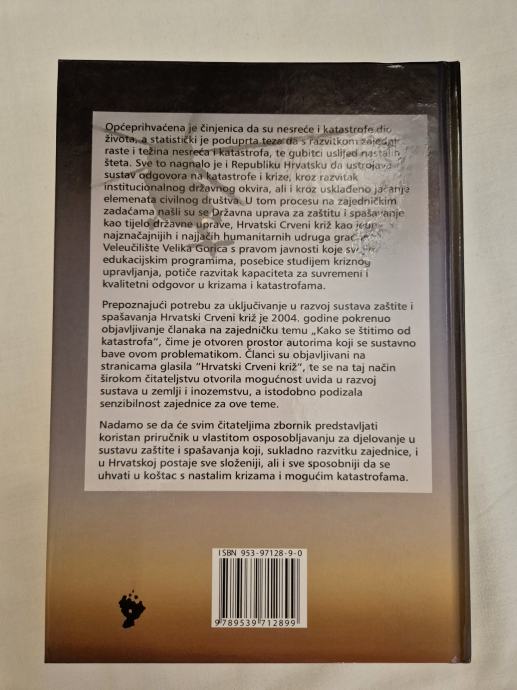 Općeprihvaćena je činjenica da su nesreće i katastrofe dio
života, a statistički je poduprta teza da s razvitkom
raste i težina nesreća i katastrofa, te gubitci uslijed nastalih
šteta. Sve to nagnalo je i Republiku Hrvatsku da ustrojava
sustav odgovora na katastrofe i krize, kroz razvitak
institucionalnog državnog okvira, ali i kroz usklađeno jačanje
elemenata civilnog društva. U tom procesu na zajedničkim
zadaćama našli su se Državna uprava za zaštitu i spašavanje
kao tijelo državne uprave, Hrvatski Crveni križ kao
najznačajnijih i najjačih humanitarnih udruga
Veleučilište Velika Gorica s pravom javnosti koje
edukacijskim programima, posebice studijem kriznog
upravljanja, potiče razvitak kapaciteta za suvremeni i
kvalitetni odgovor u krizama i katastrofama.
Prepoznajući potrebu za uključivanje u razvoj sustava zaštite i
spašavanja Hrvatski Crveni križ je 2004. godine pokrenuo
objavljivanje članaka na zajedničku temu „Kako se štitimo od
katastrofa“, čime je otvoren prostor autorima koji se sustavno
bave ovom problematikom. Članci su objavljivani na
stranicama glasila “Hrvatski Crveni križ”, te se na taj način
širokom čitateljstvu otvorila mogućnost uvida u razvoj
sustava u zemlji i inozemstvu, a istodobno podizala
senzibilnost zajednice za ove teme.
Nadamo se da će svim čitateljima zbornik predstavljati
koristan priručnik u vlastitom osposobljavanju za djelovanje u
sustavu zaštite i spašavanja koji, sukladno razvitku zajednice, i
u Hrvatskoj postaje sve složeniji, ali i sve sposobniji da se
uhvati u koštac s nastalim krizama i mogućim katastrofama.
ISBN 953-97128-9-0
9789539712899